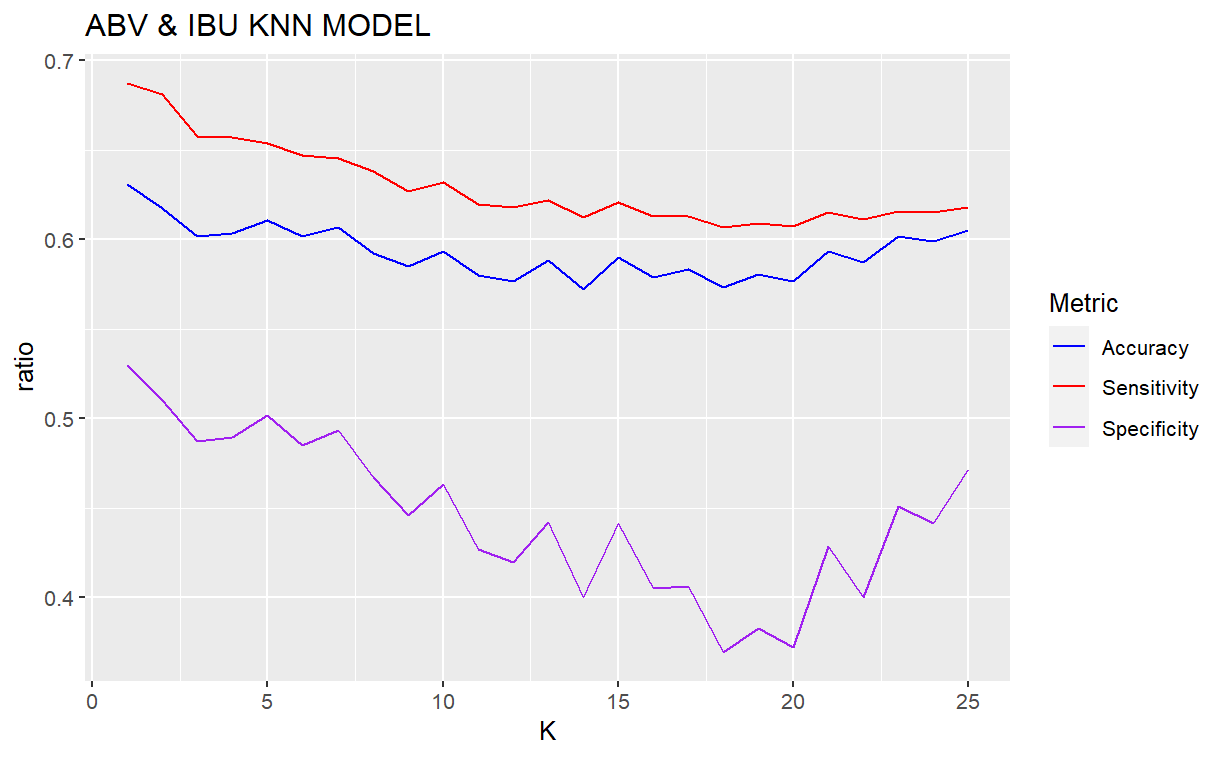 ABV & IBU KNN MODEL
0.7
0.6
0.5
0.4
ratio
0 5 10 15 20 25
K
Metric
Accuracy
Sensitivity
Specificity